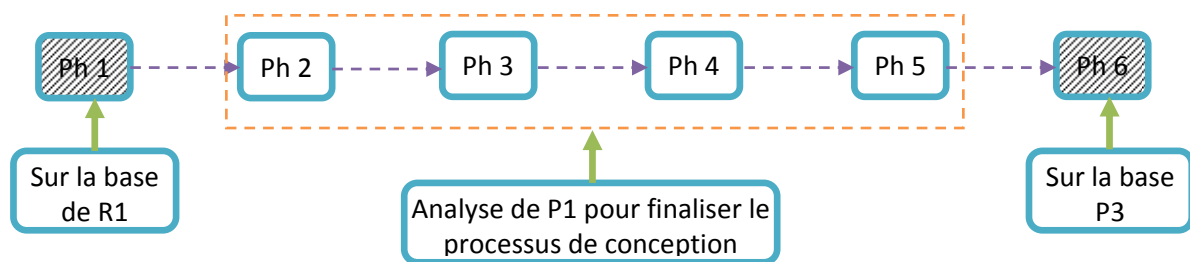 Ph 1
Ph 2
Ph 3
Ph 4
Ph 5
Ph 6
Sur la base
de R1
Analyse de P1 pour finaliser le
processus de conception
Sur la base
P3